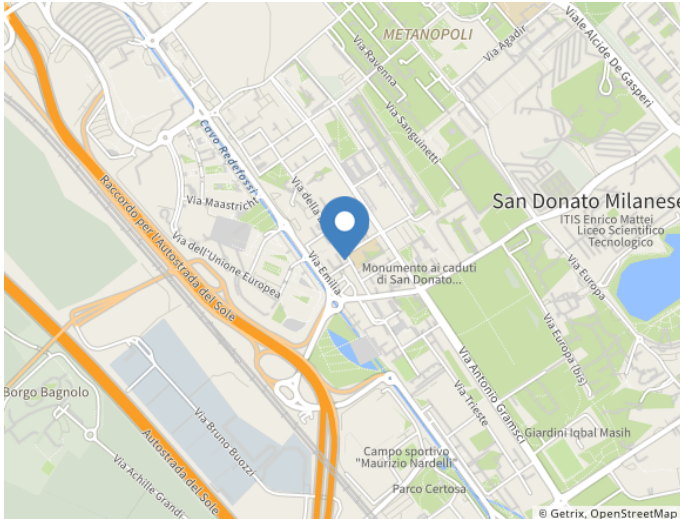 METANOPOLI
Via Agadir
Viale Alcide De Gasperi
Via Ravenna
Via Sanguinetti
Cavo Redefossi
Raccordo per l'Autostrada del Sole
Via Maastricht
Via della
San Donato Milanese
ITIS Enrico Mattei
Liceo Scientifico
Tecnologico
Via dell'Unione Europea
Via Emilia
Monumento ai caduti
di San Donato...
Via Europa
Via Europa (bis)
Via Antonio Gramsci
Via Trieste
Borgo Bagnolo
Via Bruno Buozzi
Autostrada del Sole
Via Achille Grandi
Giardini Iqbal Masih
Campo sportivo
"Maurizio Nardelli"
Parco Certosa
© Getrix, OpenStreetMap